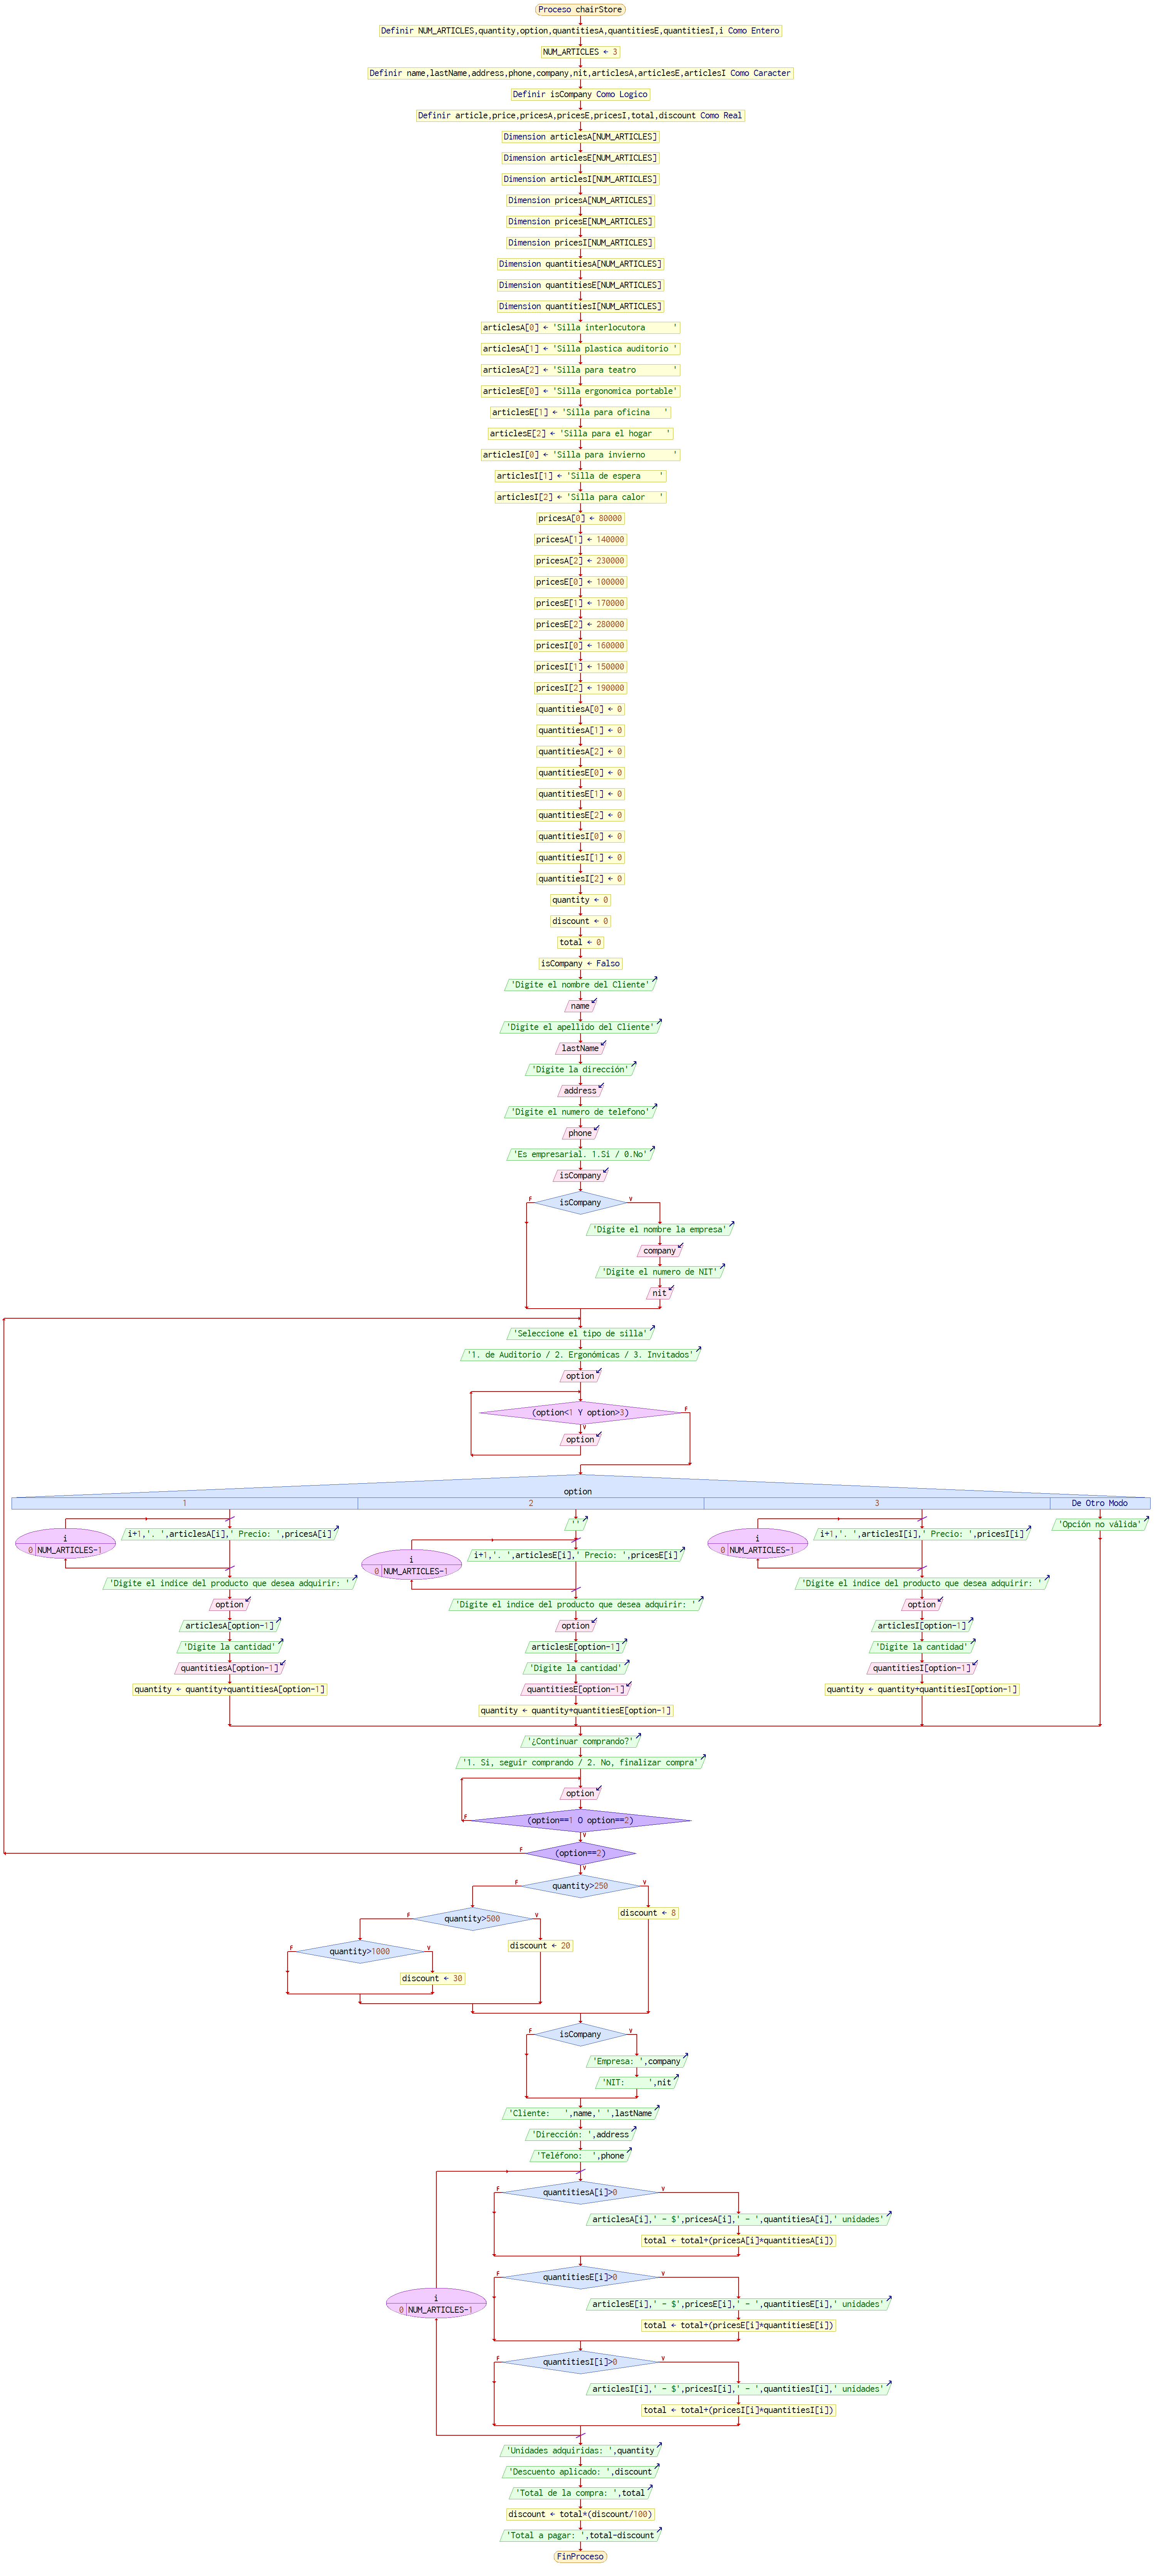 Proceso chairStore
Definir NUM_ARTICLES,quantity,option,quantitiesA,quantitiesE,quantitiesI,i Como Entero
NUM_ARTICLES ← 3
Definir name,lastName,address,phone,company,nit,articlesA,articlesE,articlesI Como Caracter
Definir isCompany Como Logico
Definir article,price,pricesA,pricesE,pricesI,total,discount Como Real
Dimension articlesA[NUM_ARTICLES]
Dimension articlesE[NUM_ARTICLES]
Dimension articlesI[NUM_ARTICLES]
Dimension pricesA[NUM_ARTICLES]
Dimension pricesE[NUM_ARTICLES]
Dimension pricesI[NUM_ARTICLES]
Dimension quantitiesA[NUM_ARTICLES]
Dimension quantitiesE[NUM_ARTICLES]
Dimension quantitiesI[NUM_ARTICLES]
articlesA[0] ← 'Silla interlocutora      '
articlesA[1] ← 'Silla plastica auditorio '
articlesA[2] ← 'Silla para teatro        '
articlesE[0] ← 'Silla ergonomica portable'
articlesE[1] ← 'Silla para oficina   '
articlesE[2] ← 'Silla para el hogar   '
articlesI[0] ← 'Silla para invierno      '
articlesI[1] ← 'Silla de espera    '
articlesI[2] ← 'Silla para calor   '
pricesA[0] ← 80000
pricesA[1] ← 140000
pricesA[2] ← 230000
pricesE[0] ← 100000
pricesE[1] ← 170000
pricesE[2] ← 280000
pricesI[0] ← 160000
pricesI[1] ← 150000
pricesI[2] ← 190000
quantitiesA[0] ← 0
quantitiesA[1] ← 0
quantitiesA[2] ← 0
quantitiesE[0] ← 0
quantitiesE[1] ← 0
quantitiesE[2] ← 0
quantitiesI[0] ← 0
quantitiesI[1] ← 0
quantitiesI[2] ← 0
quantity ← 0
discount ← 0
total ← 0
isCompany ← Falso
'Digite el nombre del Cliente'
name
'Digite el apellido del Cliente'
lastName
'Digite la dirección'
address
'Digite el numero de telefono'
phone
'Es empresarial. 1.Si / 0.No'
isCompany
F isCompany V
'Digite el nombre la empresa'
company
'Digite el numero de NIT'
nit
'Seleccione el tipo de silla'
'1. de Auditorio / 2. Ergonómicas / 3. Invitados'
option
(option<1 Y option>3) F
V
option
option
1 2 3 De Otro Modo
i
0 NUM_ARTICLES-1
i+1,'. ',articlesA[i],' Precio: ',pricesA[i]
'Digite el indice del producto que desea adquirir: '
option
articlesA[option-1]
'Digite la cantidad'
quantitiesA[option-1]
quantity ← quantity+quantitiesA[option-1]
''
i
0 NUM_ARTICLES-1
i+1,'. ',articlesE[i],' Precio: ',pricesE[i]
'Digite el indice del producto que desea adquirir: '
option
articlesE[option-1]
'Digite la cantidad'
quantitiesE[option-1]
quantity ← quantity+quantitiesE[option-1]
i
0 NUM_ARTICLES-1
i+1,'. ',articlesI[i],' Precio: ',pricesI[i]
'Digite el indice del producto que desea adquirir: '
option
articlesI[option-1]
'Digite la cantidad'
quantitiesI[option-1]
quantity ← quantity+quantitiesI[option-1]
'Opción no válida'
'¿Continuar comprando?'
'1. Sí, seguir comprando / 2. No, finalizar compra'
option
F (option==1 O option==2)
V
F (option==2)
V
F quantity>250 V
discount ← 8
F quantity>500 V
discount ← 20
F quantity>1000 V
discount ← 30
F isCompany V
'Empresa: ',company
'NIT:     ',nit
'Cliente:   ',name,' ',lastName
'Dirección: ',address
'Teléfono:  ',phone
F quantitiesA[i]>0 V
articlesA[i],' - $',pricesA[i],' - ',quantitiesA[i],' unidades'
total ← total+(pricesA[i]*quantitiesA[i])
F quantitiesE[i]>0 V
i
0 NUM_ARTICLES-1
articlesE[i],' - $',pricesE[i],' - ',quantitiesE[i],' unidades'
total ← total+(pricesE[i]*quantitiesE[i])
F quantitiesI[i]>0 V
articlesI[i],' - $',pricesI[i],' - ',quantitiesI[i],' unidades'
total ← total+(pricesI[i]*quantitiesI[i])
'Unidades adquiridas: ',quantity
'Descuento aplicado: ',discount
'Total de la compra: ',total
discount ← total*(discount/100)
'Total a pagar: ',total-discount
FinProceso